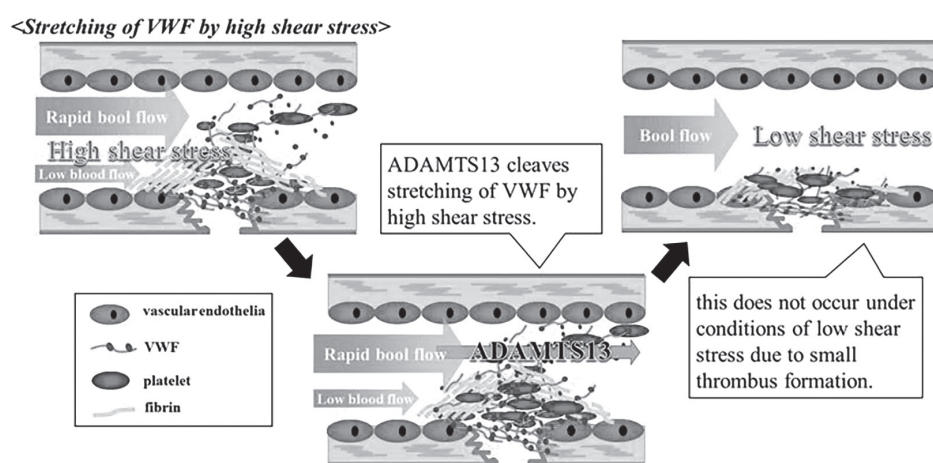 <Stretching of VWF by high shear stress>
Rapid bool flow
High shear stress
Low blood flow
ADAMTS13 cleaves
stretching of VWF by
high shear stress.
Bool flow
Low shear stress
vascular endothelia
VWF
platelet
fibrin
Rapid bool flow
ADAMTS13
Low blood flow
this does not occur under
conditions of low shear
stress due to small
thrombus formation.